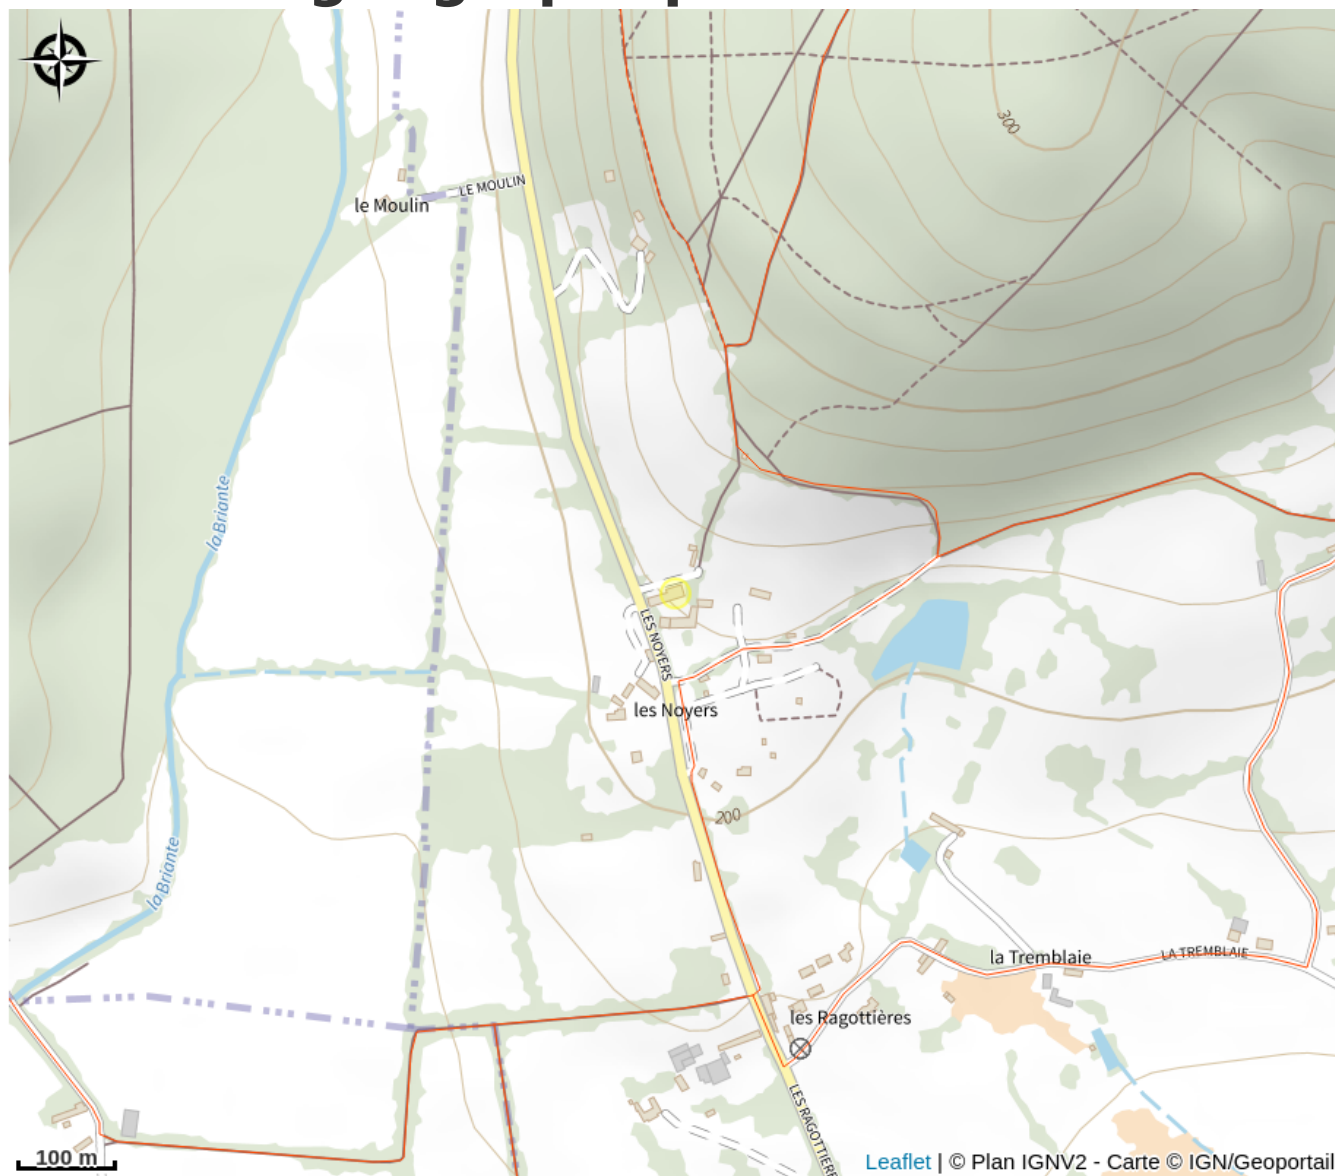 300
LE MOULIN
le Moulin
la Briante
LES NOYERS
les Noyers
200
la Briante
la Tremblaie
LA TREMBLAIE
les Ragottières
LES RAGOTTIÈRE
100 m
Leaflet | © Plan IGNV2 - Carte © IGN/Geoportail